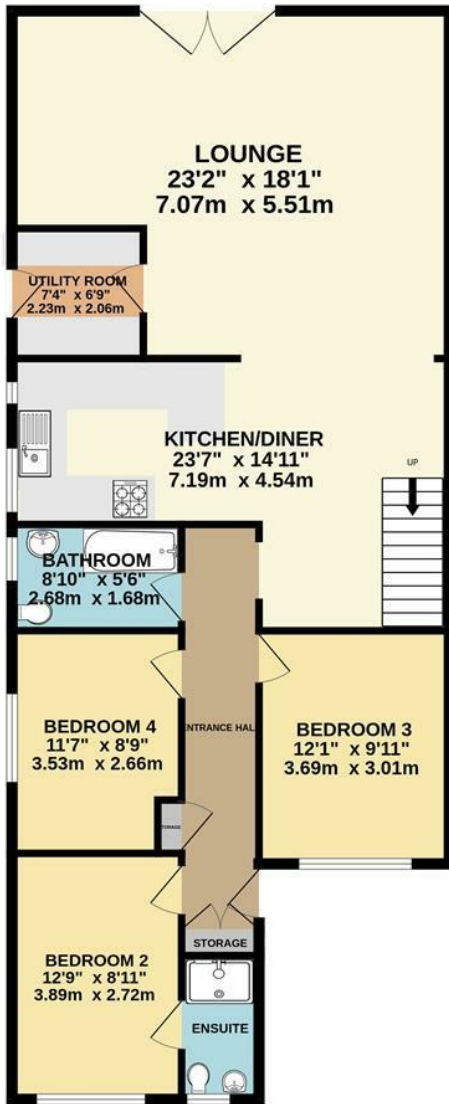 LOUNGE
23'2" x 18'1"
7.07m x 5.51m
UTILITY ROOM
7'4" x 6'9"
2.23m x 2.06m
KITCHEN/DINER
23'7" x 14'11"
7.19m x 4.54m
UP
BATHROOM
8'10" x 5'6"
2.68m x 1.68m
BEDROOM 4
11'7" x 8'9"
3.53m x 2.66m
ENTRANCE HAL
BEDROOM 3
12'1" x 9'11"
3.69m x 3.01m
STORAGE
BEDROOM 2
12'9" x 8'11"
3.89m x 2.72m
STORAGE
ENSUITE